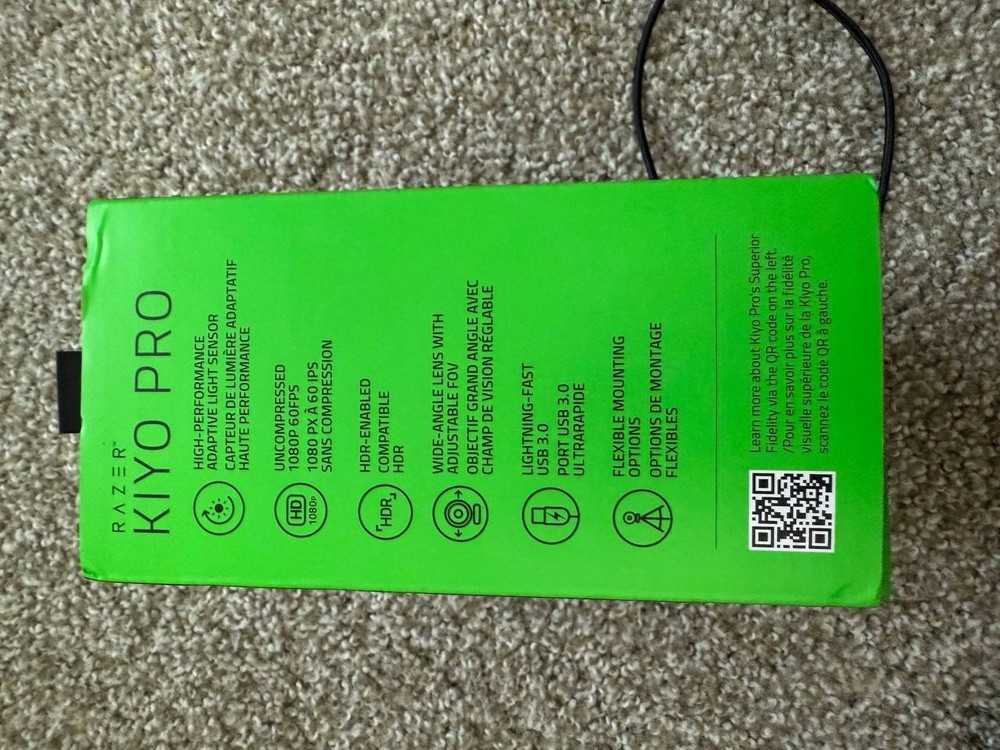 RAZER™
KIYO PRO
HIGH-PERFORMANCE
ADAPTIVE LIGHT SENSOR
CAPTEUR DE LUMIÈRE ADAPTATIF
HAUTE PERFORMANCE
HD
1080p
UNCOMPRESSED
1080P 60FPS
1080 PX À 60 IPS
SANS COMPRESSION
HDR
HDR-ENABLED
COMPATIBLE
HDR
WIDE-ANGLE LENS WITH
ADJUSTABLE FOV
OBJECTIF GRAND ANGLE AVEC
CHAMP DE VISION RÉGLABLE
LIGHTNING-FAST
USB 3.0
PORT USB 3.0
ULTRARAPIDE
FLEXIBLE MOUNTING
OPTIONS
OPTIONS DE MONTAGE
FLEXIBLES
Learn more about Kiyo Pro's Superior
Fidelity via the QR code on the left.
/Pour en savoir plus sur la fidélité
visuelle supérieure de la Kiyo Pro,
scannez le code QR à gauche.